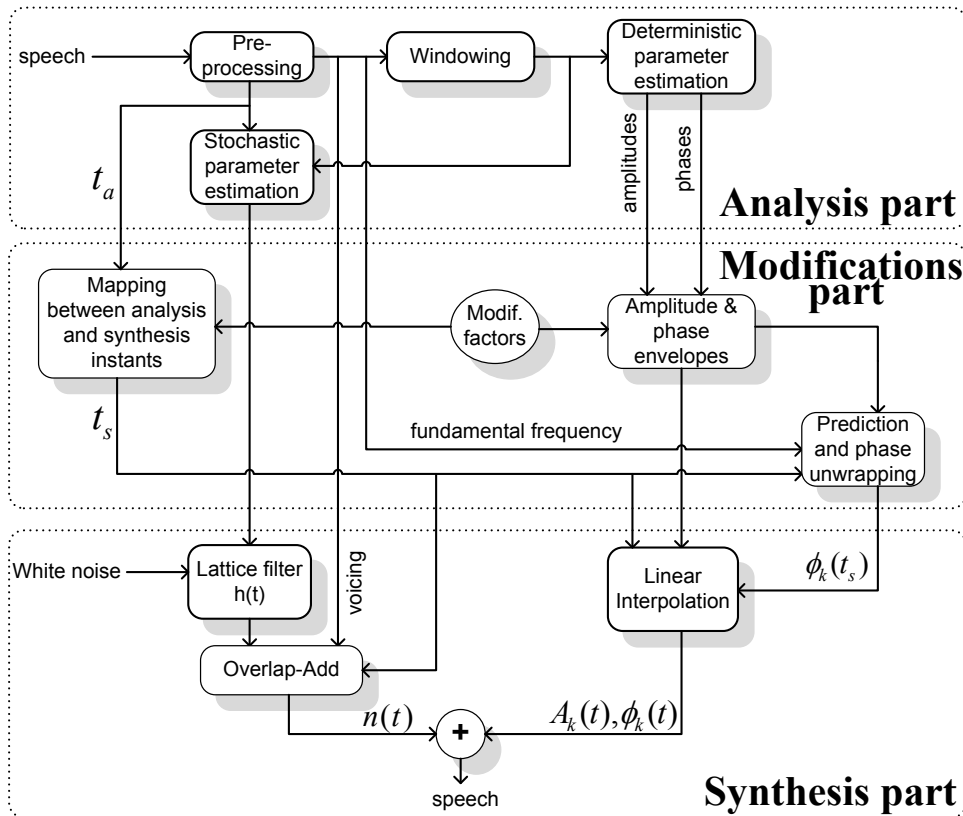 speech
Pre-
processing
Windowing
Deterministic
parameter
estimation
Stochastic
parameter
estimation
t_a
amplitudes
phases
Analysis part
Modifications
part
Mapping
between analysis
and synthesis
instants
Modif.
factors
Amplitude &
phase
envelopes
t_s
fundamental frequency
Prediction
and phase
unwrapping
White noise
Lattice filter
h(t)
voicing
Linear
Interpolation
ϕ_k(t_s)
Overlap-Add
n(t)
+
A_k(t),ϕ_k(t)
speech
Synthesis part